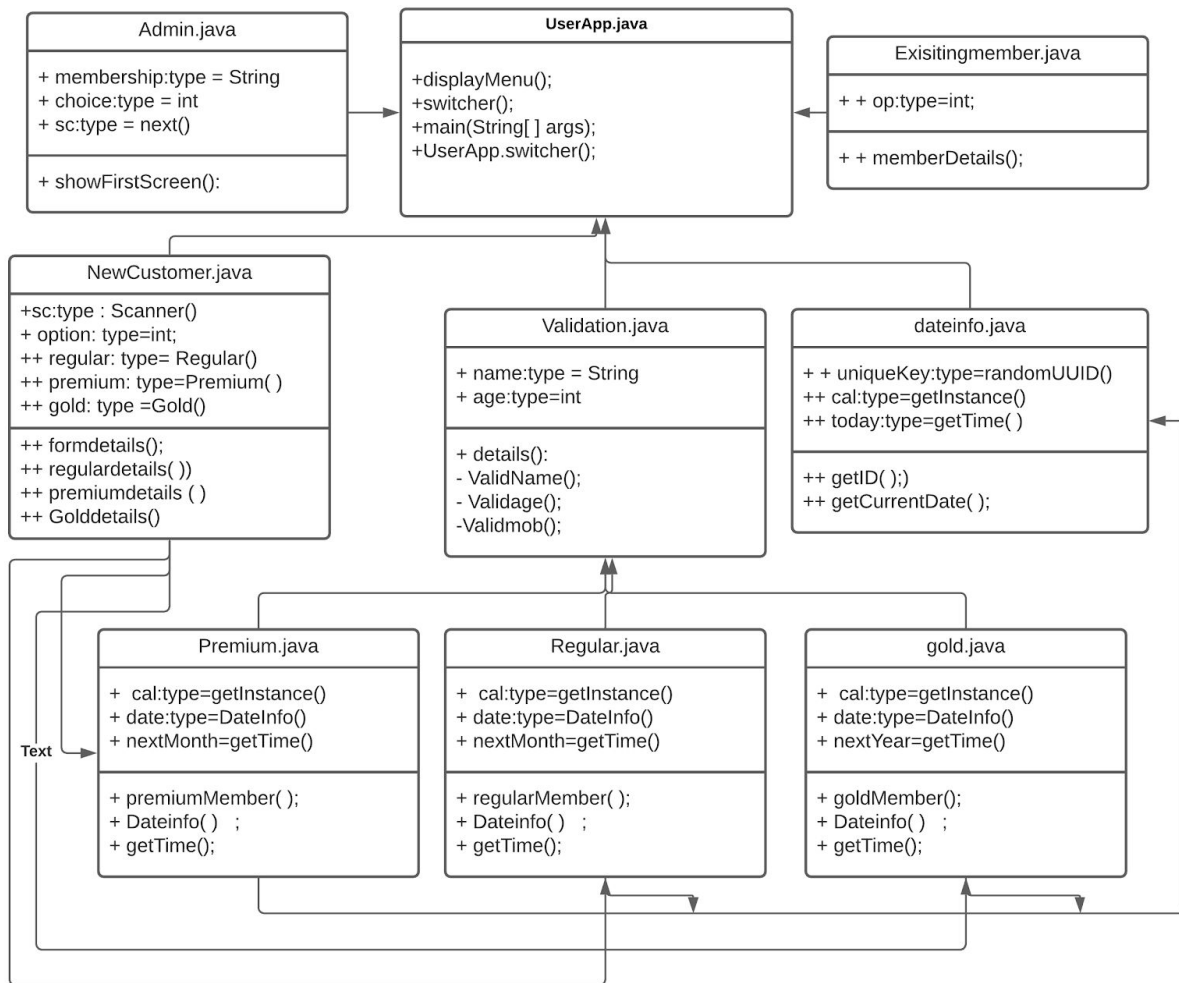 Admin.java
+ membership:type = String
+ choice:type = int
+ sc:type = next()
+ showFirstScreen():
UserApp.java
+displayMenu();
+switcher();
+main(String[ ] args);
+UserApp.switcher();
Exisitingmember.java
+ + op:type=int;
+ + memberDetails();
NewCustomer.java
+sc:type : Scanner()
+ option: type=int;
++ regular: type= Regular()
++ premium: type=Premium( )
++ gold: type =Gold()
++ formdetails();
++ regulardetails( ))
++ premiumdetails ( )
++ Golddetails()
Validation.java
+ name:type = String
+ age:type=int
+ details():
- ValidName();
- Validage();
-Validmob();
dateinfo.java
+ + uniqueKey:type=randomUUID()
++ cal:type=getInstance()
++ today:type=getTime( )
++ getID( );)
++ getCurrentDate( );
Text
Premium.java
+ cal:type=getInstance()
+ date:type=DateInfo()
+ nextMonth=getTime()
+ premiumMember( );
+ Dateinfo( ) ;
+ getTime();
Regular.java
+ cal:type=getInstance()
+ date:type=DateInfo()
+ nextMonth=getTime()
+ regularMember( );
+ Dateinfo( ) ;
+ getTime();
gold.java
+ cal:type=getInstance()
+ date:type=DateInfo()
+ nextYear=getTime()
+ goldMember();
+ Dateinfo( ) ;
+ getTime();